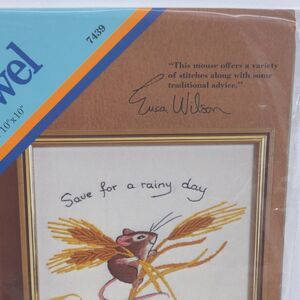 7439
wel
10"x10"
"This mouse offers a variety
of stitches along with some
traditional advice."
Erica Wilson
Save for a rainy day